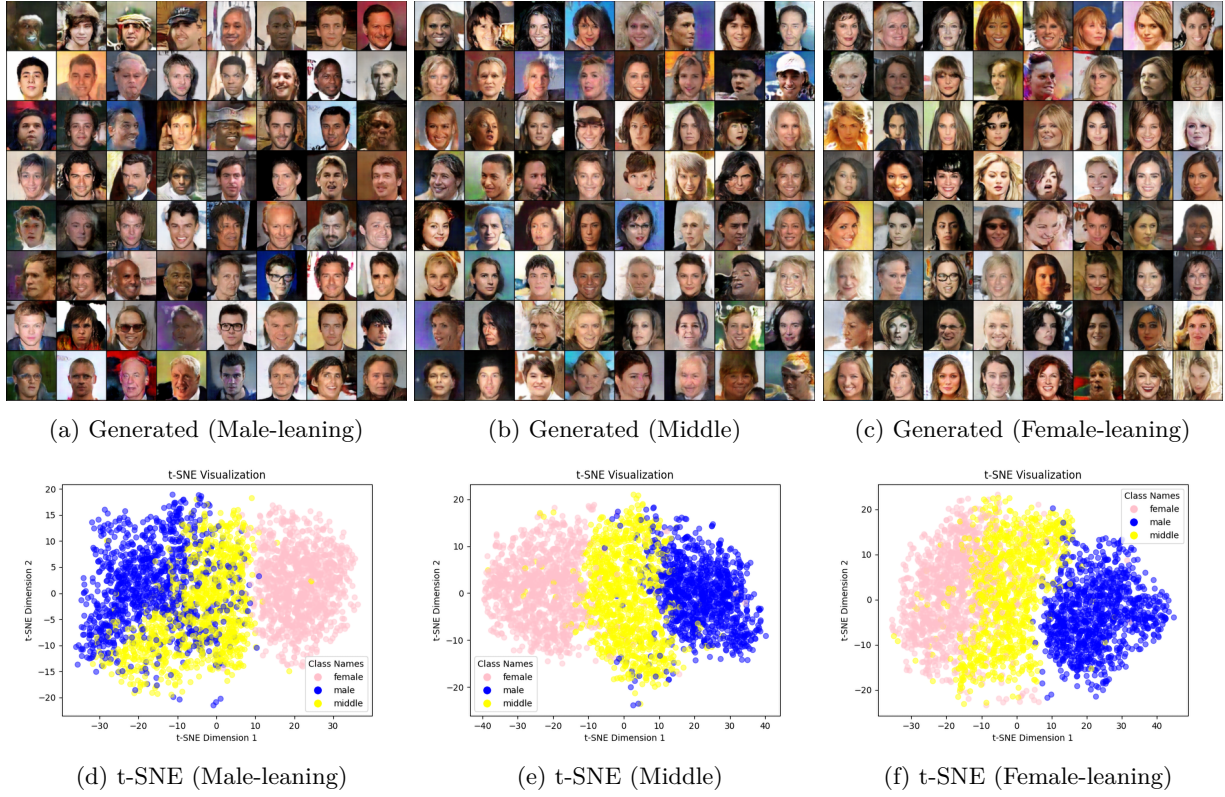 (a) Generated (Male-leaning)
(b) Generated (Middle)
(c) Generated (Female-leaning)
t-SNE Visualization
20
15
10
5
0
−5
−10
−15
−20
−30
−20
−10
0
10
20
30
t-SNE Dimension 2
t-SNE Dimension 1
Class Names
female
male
middle
t-SNE Visualization
20
10
0
−10
−20
−40
−30
−20
−10
0
10
20
30
40
t-SNE Dimension 2
t-SNE Dimension 1
Class Names
female
male
middle
t-SNE Visualization
20
10
0
−10
−20
−30
−20
−10
0
10
20
30
40
t-SNE Dimension 2
t-SNE Dimension 1
Class Names
female
male
middle
(d) t-SNE (Male-leaning)
(e) t-SNE (Middle)
(f) t-SNE (Female-leaning)